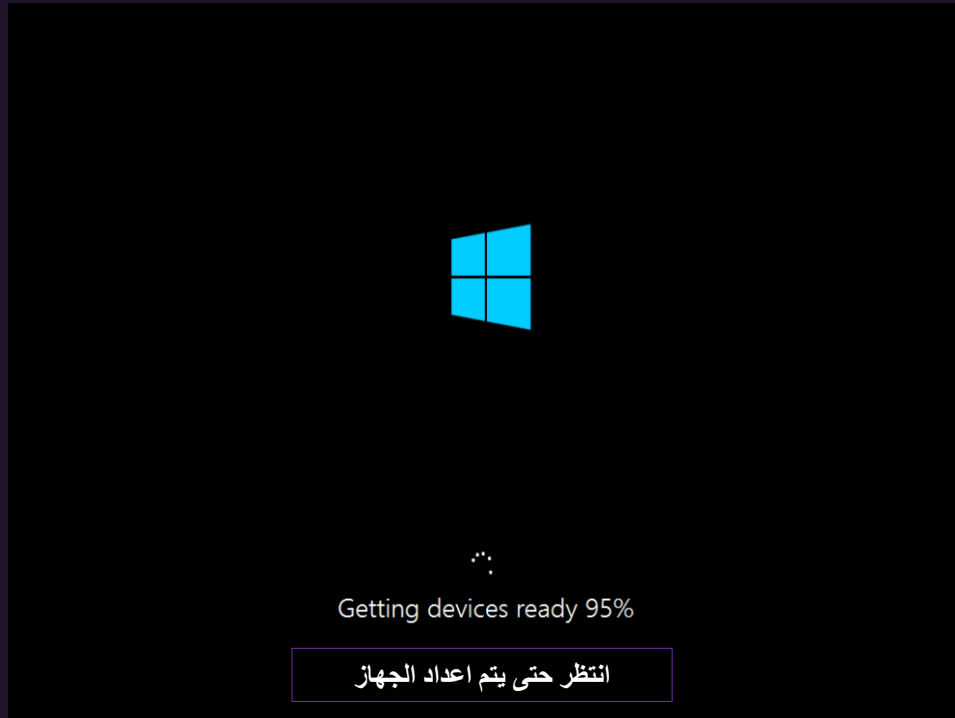 Getting devices ready 95%
انتظر حتى يتم اعداد الجهاز